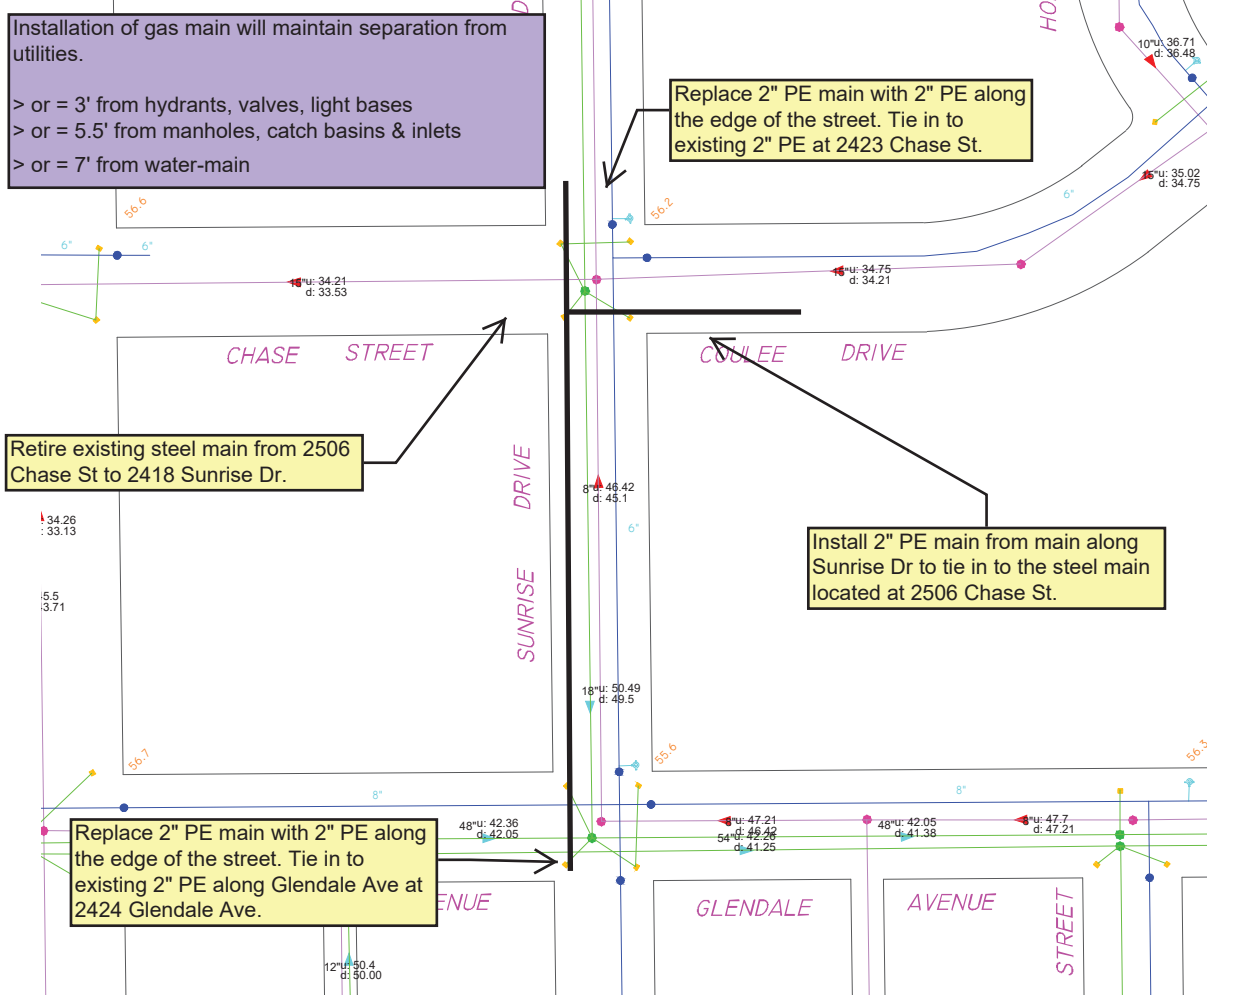 Installation of gas main will maintain separation from
utilities.
> or = 3' from hydrants, valves, light bases
> or = 5.5' from manholes, catch basins & inlets
> or = 7' from water-main
D
HO
10"u: 36.71
d: 36.48
Replace 2" PE main with 2" PE along
the edge of the street. Tie in to
existing 2" PE at 2423 Chase St.
15"u: 35.02
d: 34.75
6"
56.6
56.2
6"
6"
15"u: 34.21
d: 33.53
15"u: 34.75
d: 34.21
CHASE STREET
COULEE DRIVE
Retire existing steel main from 2506
Chase St to 2418 Sunrise Dr.
SUNRISE DRIVE
8"u: 46.42
d: 45.1
6"
34.26
: 33.13
Install 2" PE main from main along
Sunrise Dr to tie in to the steel main
located at 2506 Chase St.
5.5
3.71
18"u: 50.49
d: 49.5
56.7
55.6
56.3
8"
8"
Replace 2" PE main with 2" PE along
the edge of the street. Tie in to
existing 2" PE along Glendale Ave at
2424 Glendale Ave.
48"u: 42.36
d: 42.05
8"u: 47.21
d: 46.42
54"u: 42.26
d: 41.25
48"u: 42.05
d: 41.38
8"u: 47.7
d: 47.21
ENUE
GLENDALE AVENUE
STREET
12"u: 50.4
d: 50.00